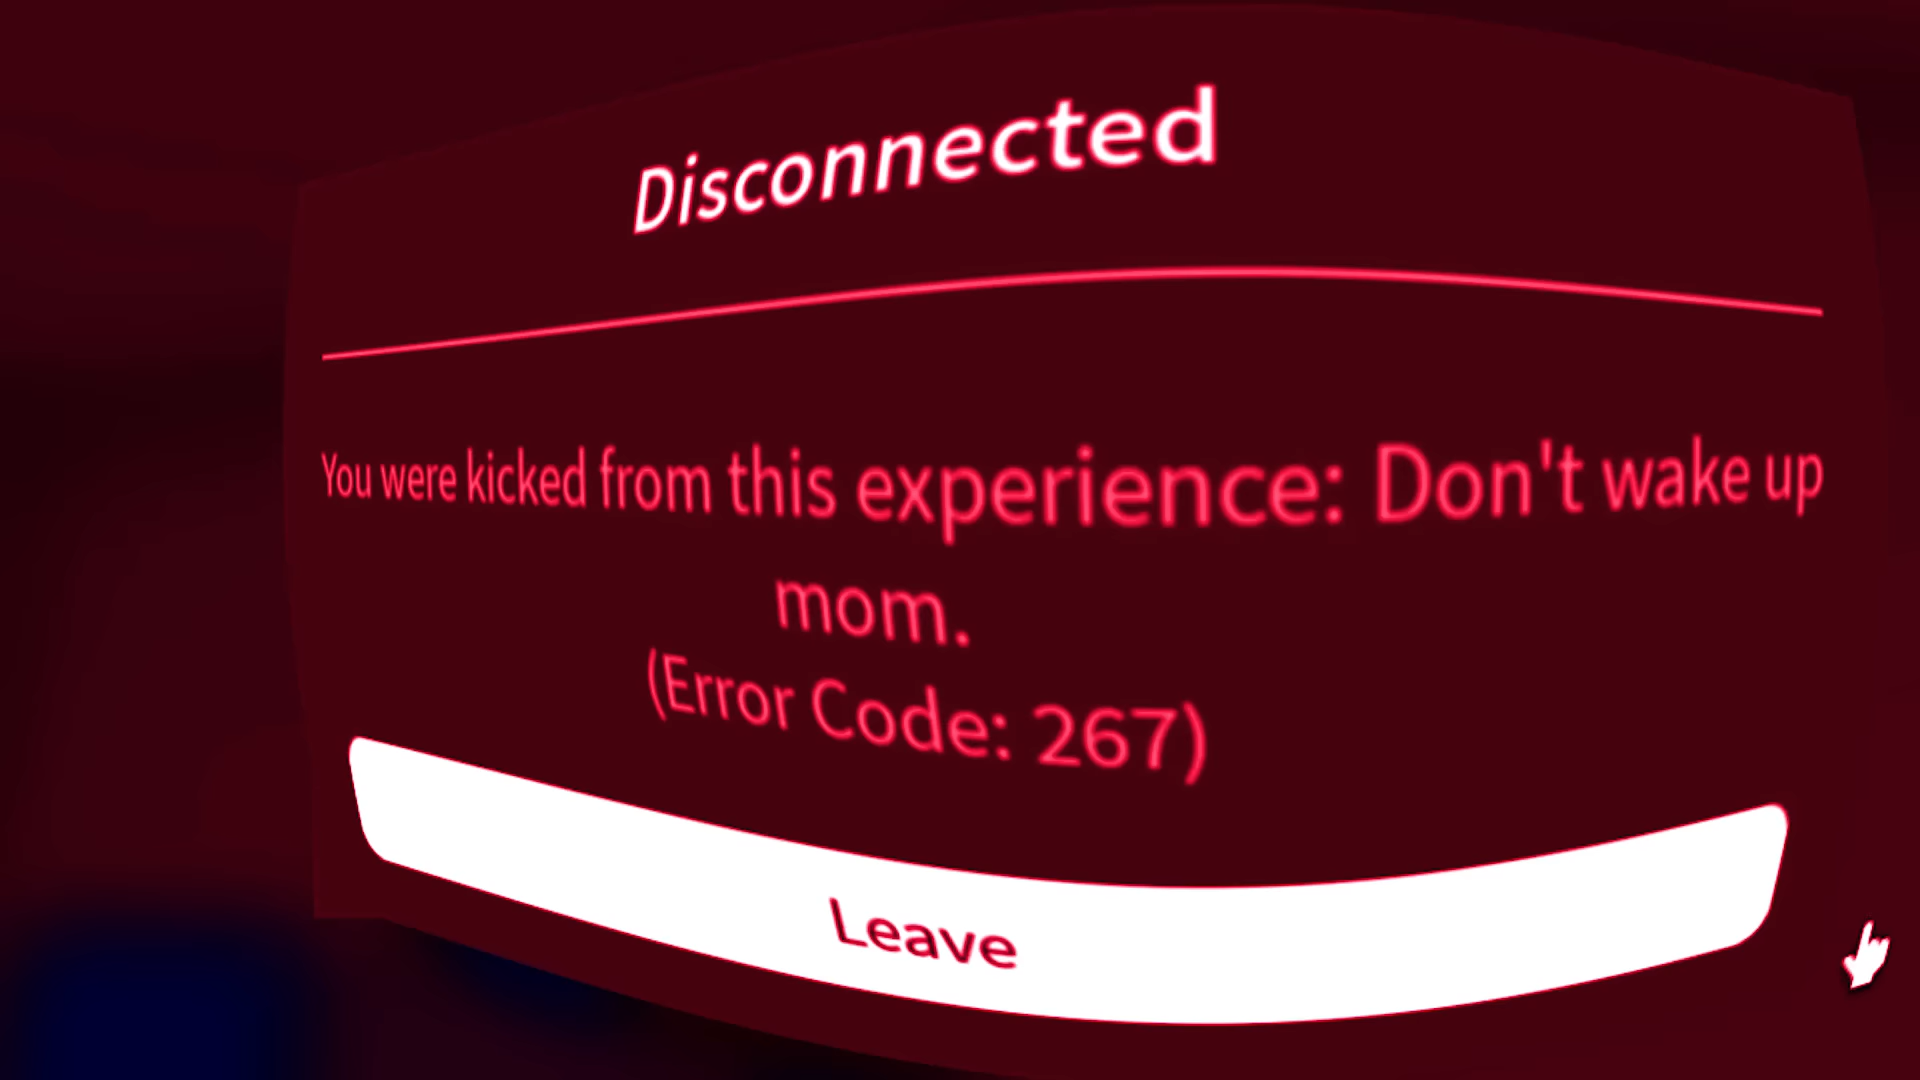 Disconnected
You were kicked from this experience: Don't wake up
mom.
(Error Code: 267)
Leave